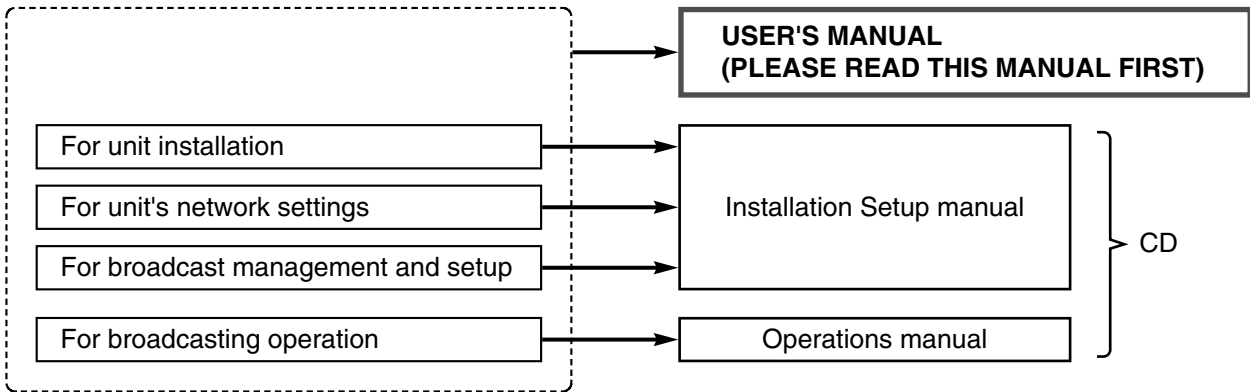 USER'S MANUAL
(PLEASE READ THIS MANUAL FIRST)
For unit installation
For unit's network settings
Installation Setup manual
For broadcast management and setup
CD
For broadcasting operation
Operations manual